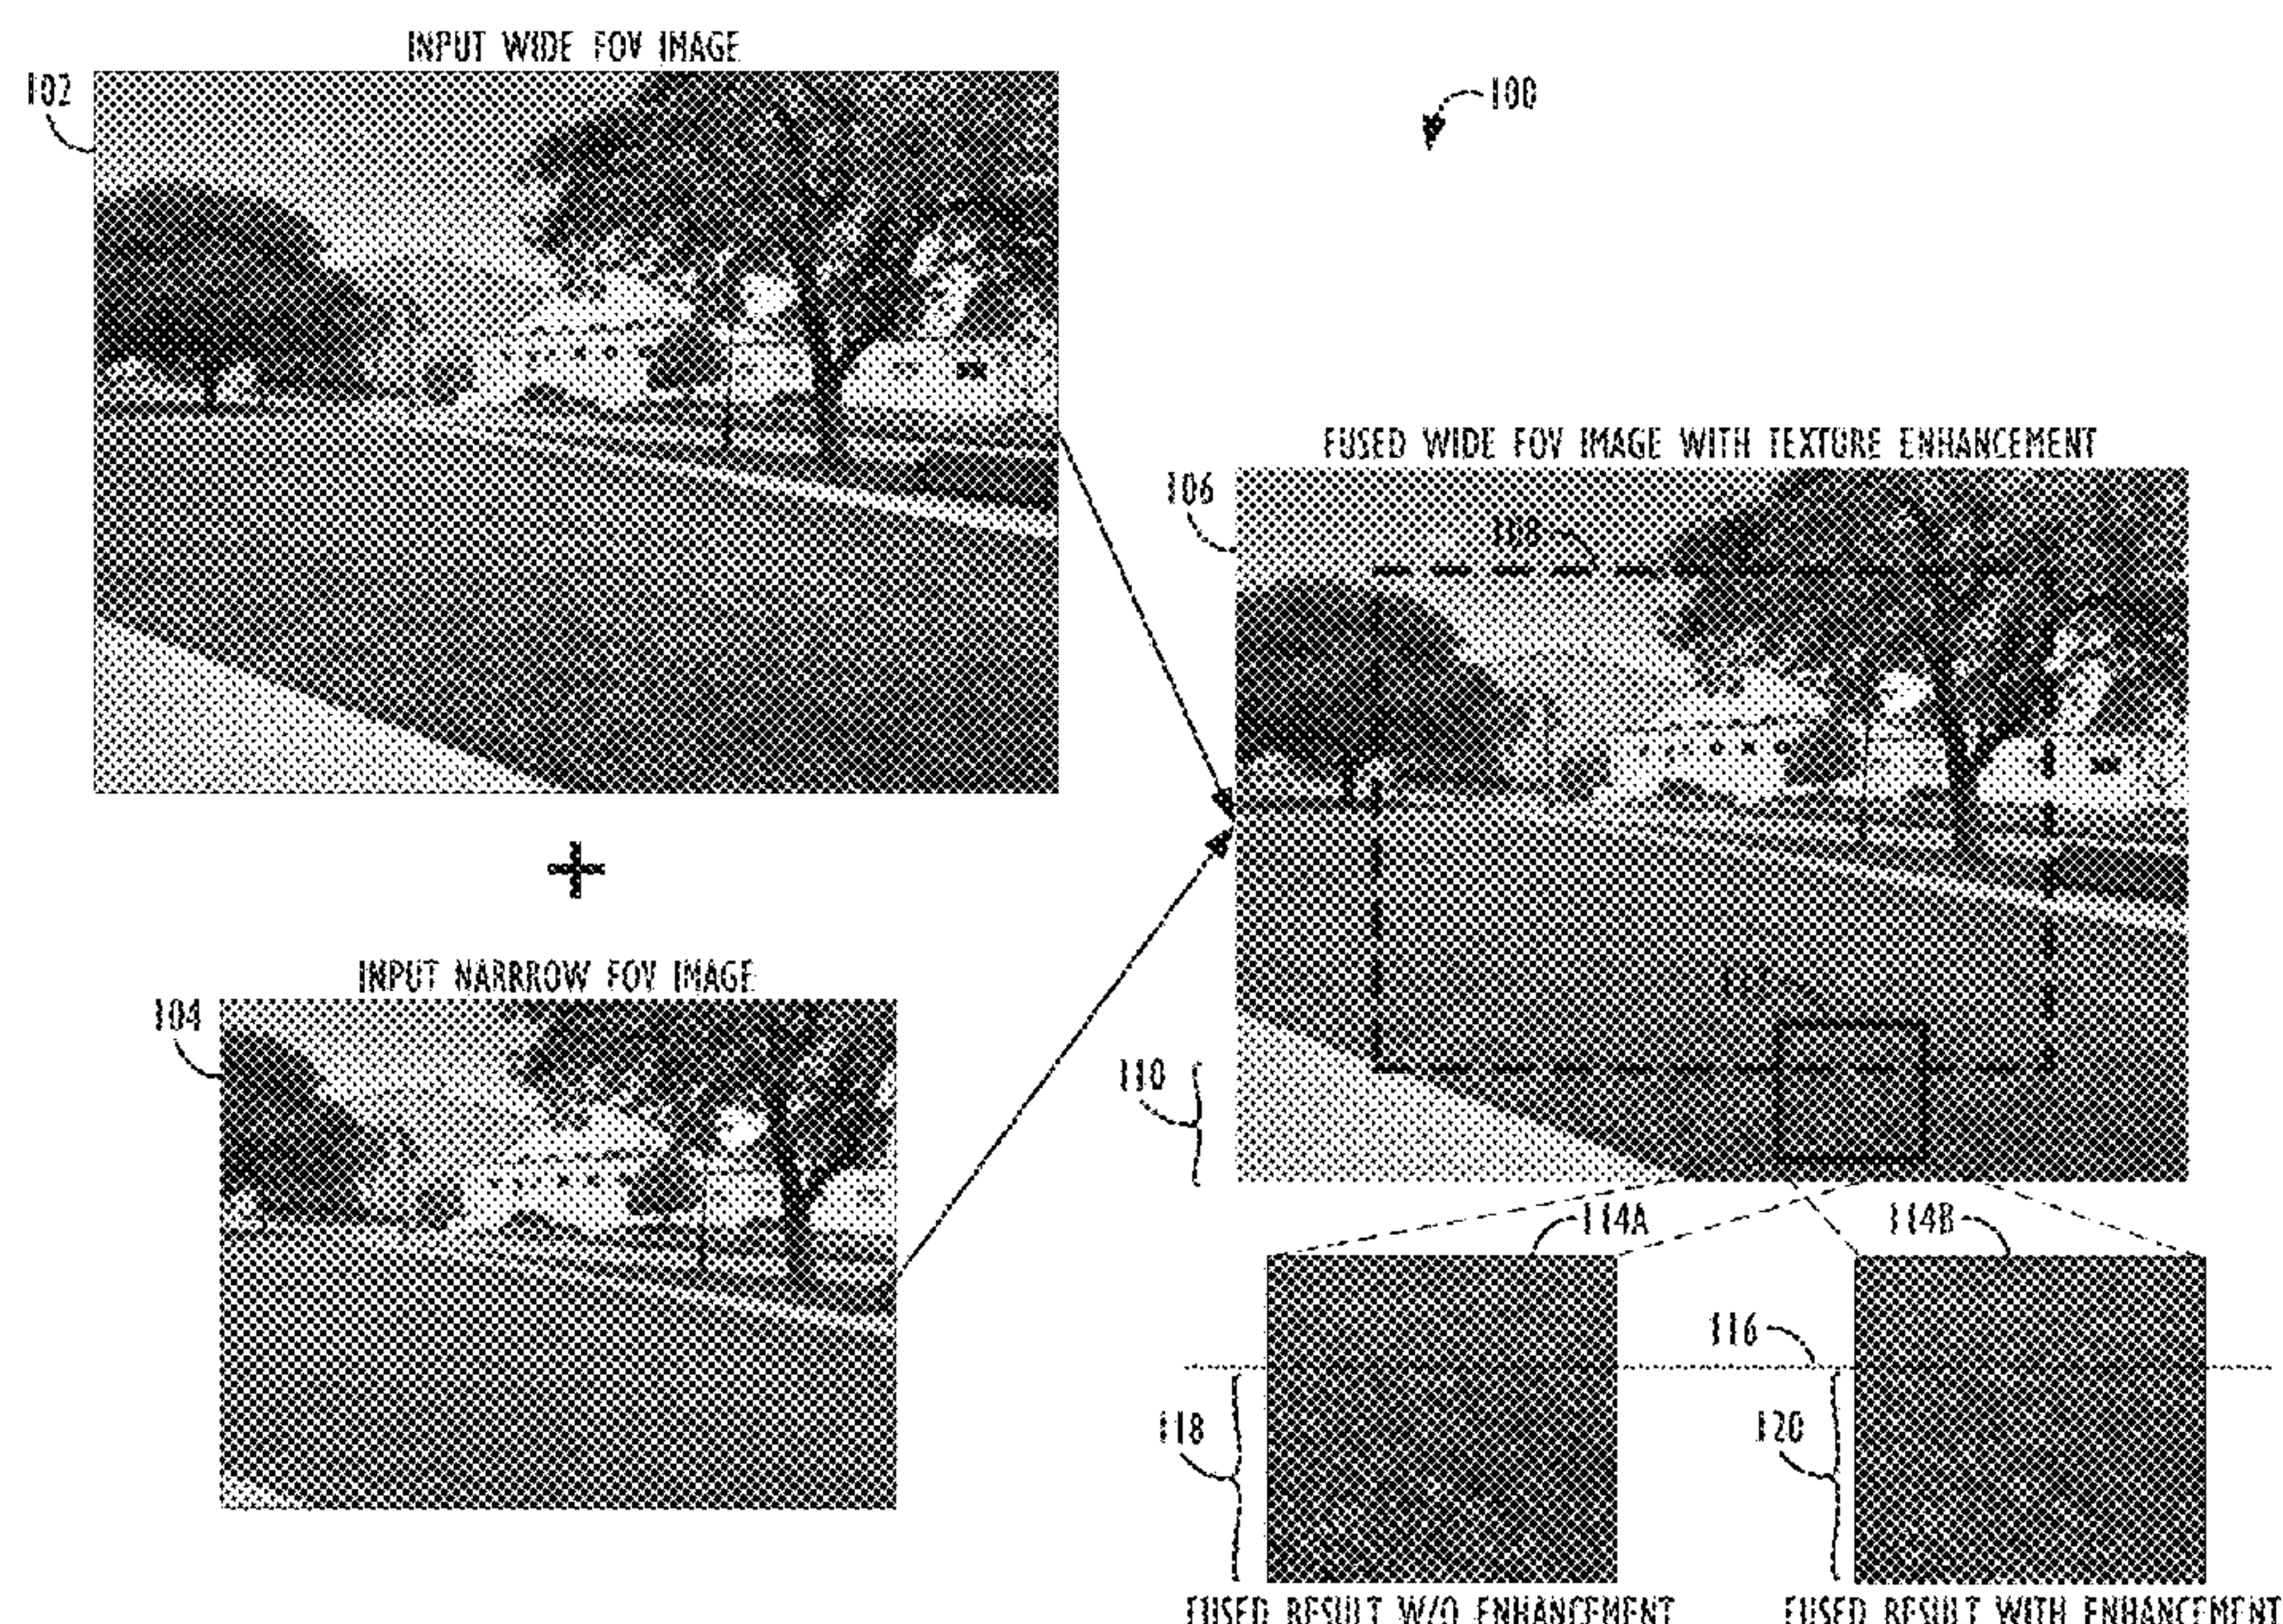 INPUT WIDE FOV IMAGE
102
100
FUSED WIDE FOV IMAGE WITH TEXTURE ENHANCEMENT
106
108
INPUT NARRROW FOV IMAGE
104
110
114A
114B
116
118
120
FUSED RESULT W/O ENHANCEMENT
FUSED RESULT WITH ENHANCEMENT